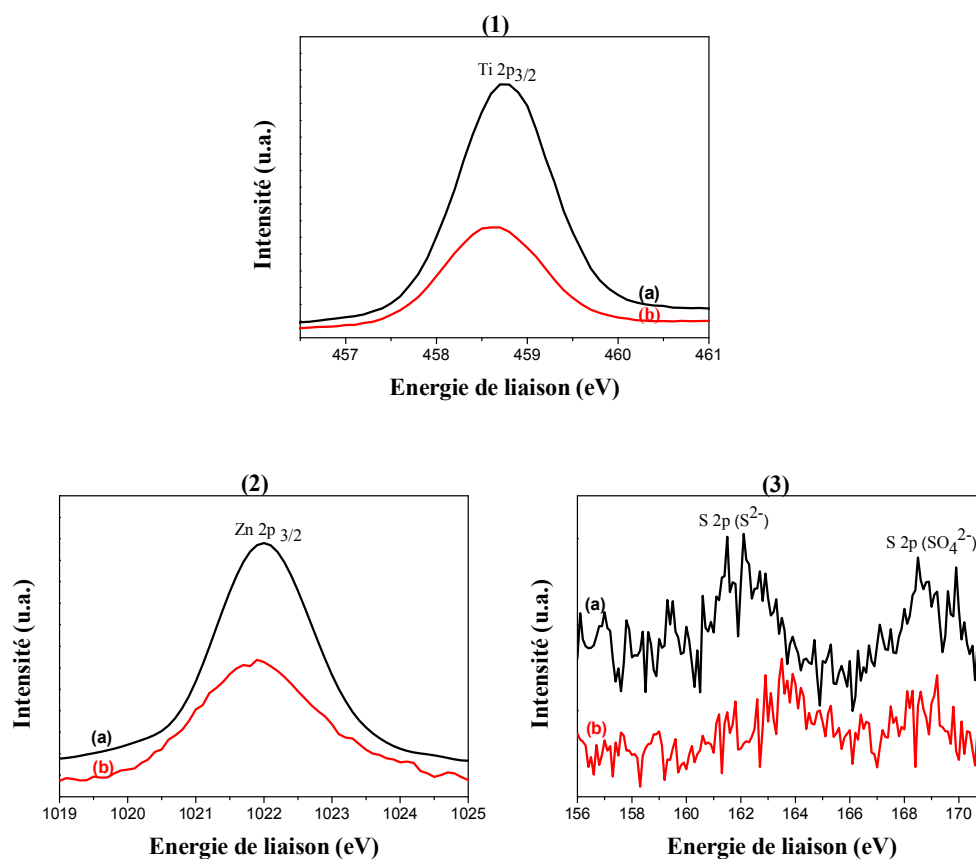 (1)
Ti 2p3/2
Intensité (u.a.)
(a)
(b)
457 458 459 460 461
Energie de liaison (eV)
(2)
Zn 2p 3/2
Intensité (u.a.)
(a)
(b)
1019 1020 1021 1022 1023 1024 1025
Energie de liaison (eV)
(3)
S 2p (S2-)
S 2p (SO42-)
Intensité (u.a.)
(a)
(b)
156 158 160 162 164 166 168 170
Energie de liaison (eV)